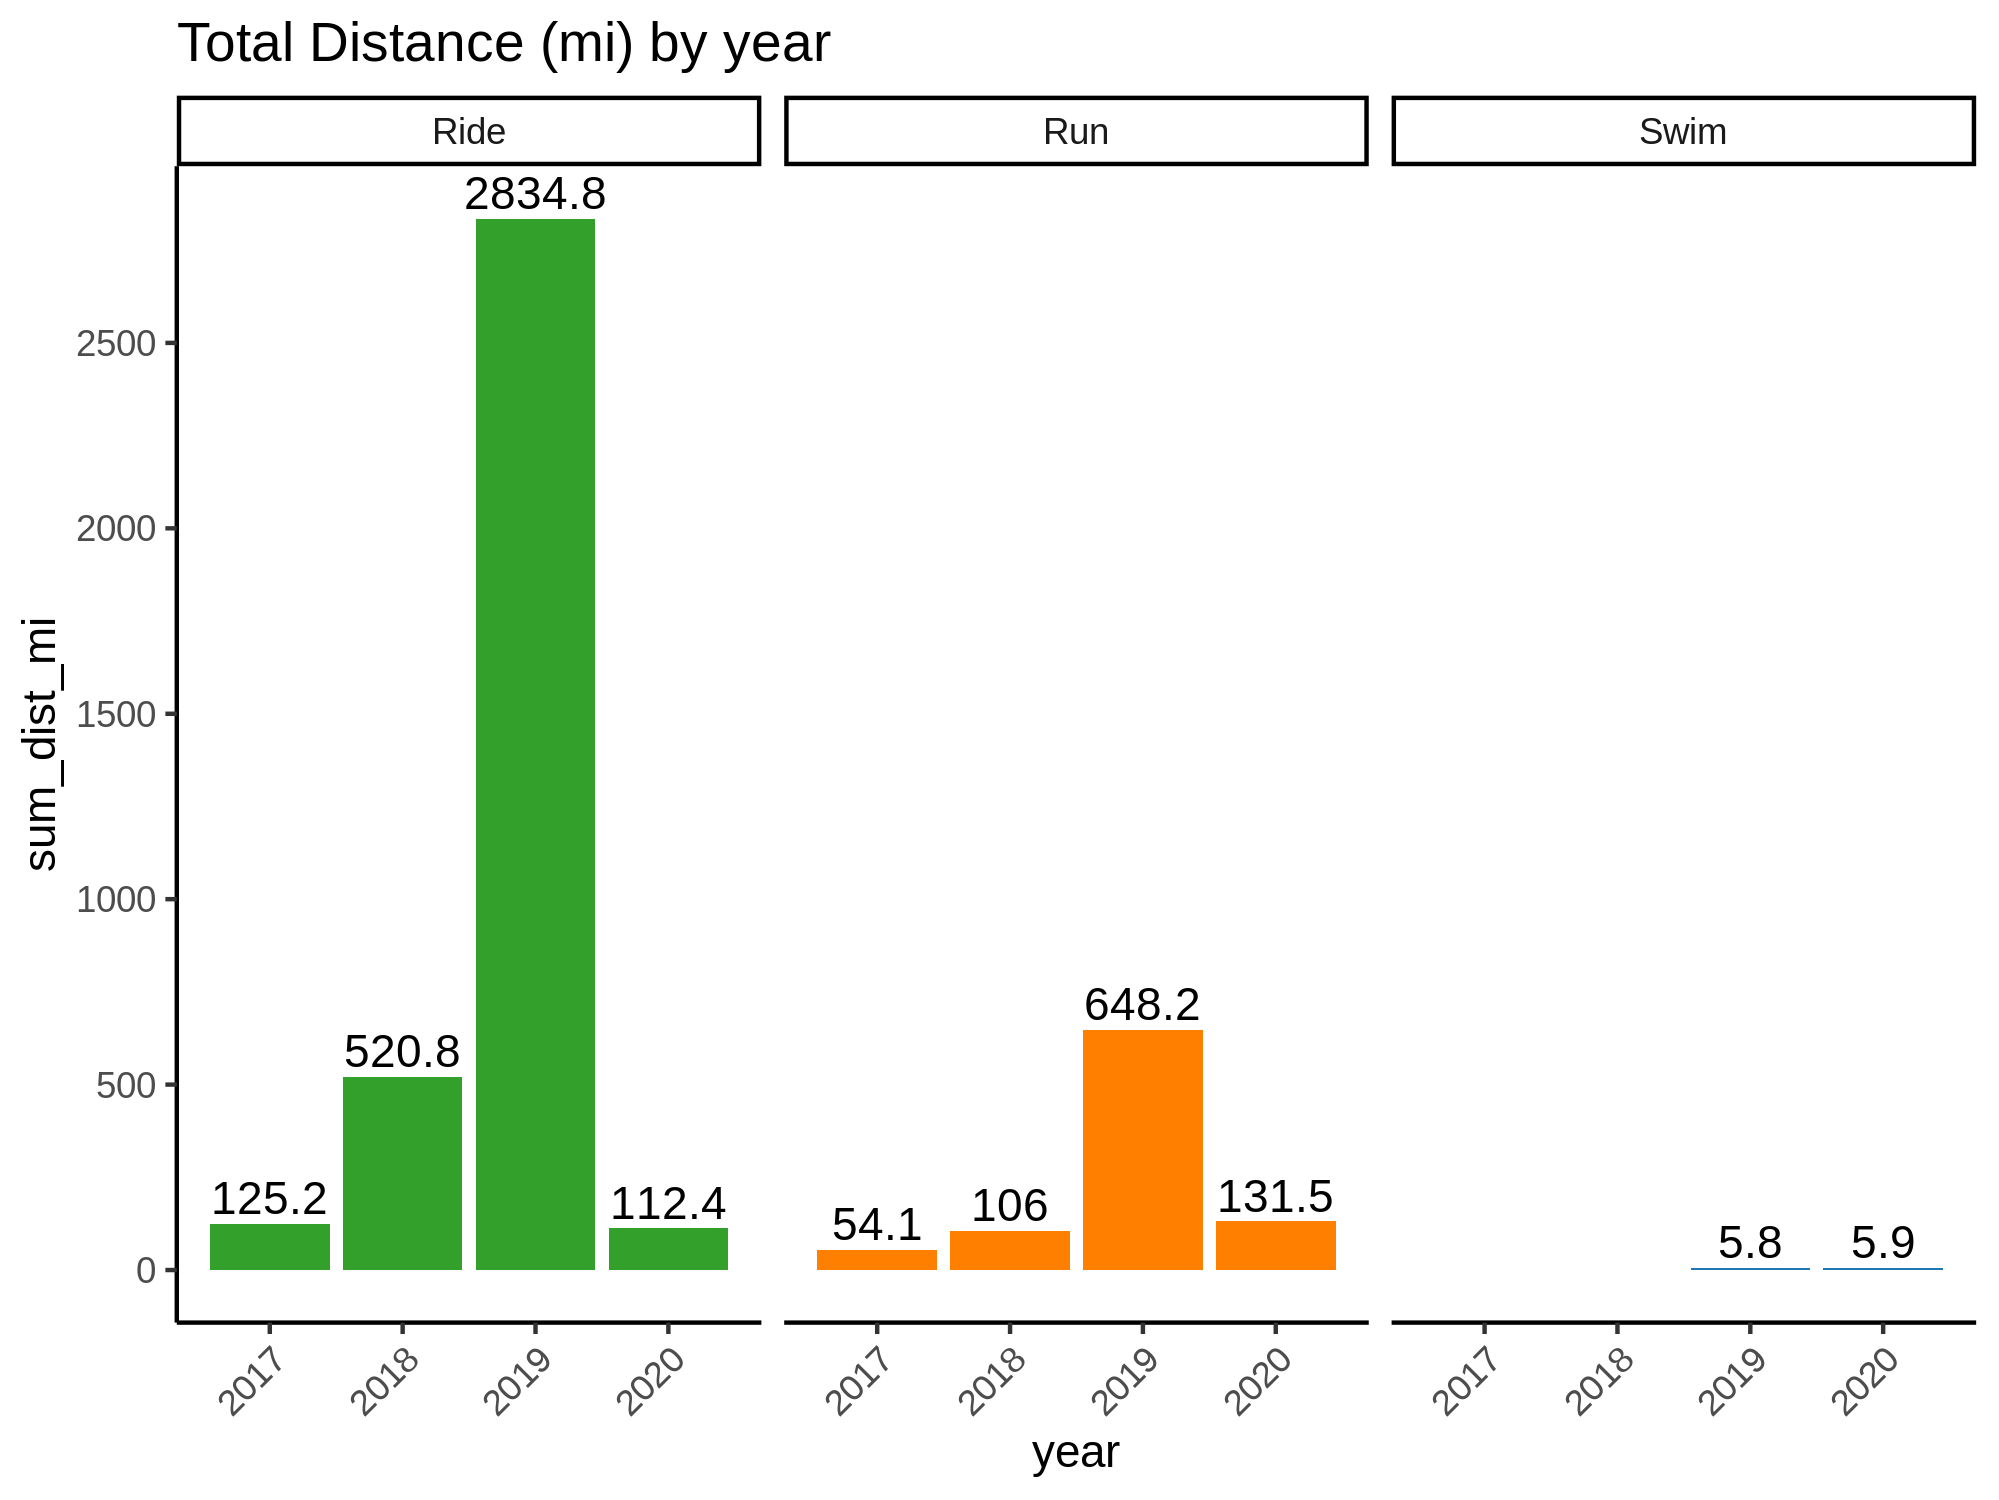 Total Distance (mi) by year
Ride Run Swim
2834.8
2500
2000
1500
1000
500
0
sum_dist_mi
125.2 520.8 112.4
54.1 106 648.2 131.5
5.8 5.9
2017 2018 2019 2020 2017 2018 2019 2020 2017 2018 2019 2020
year